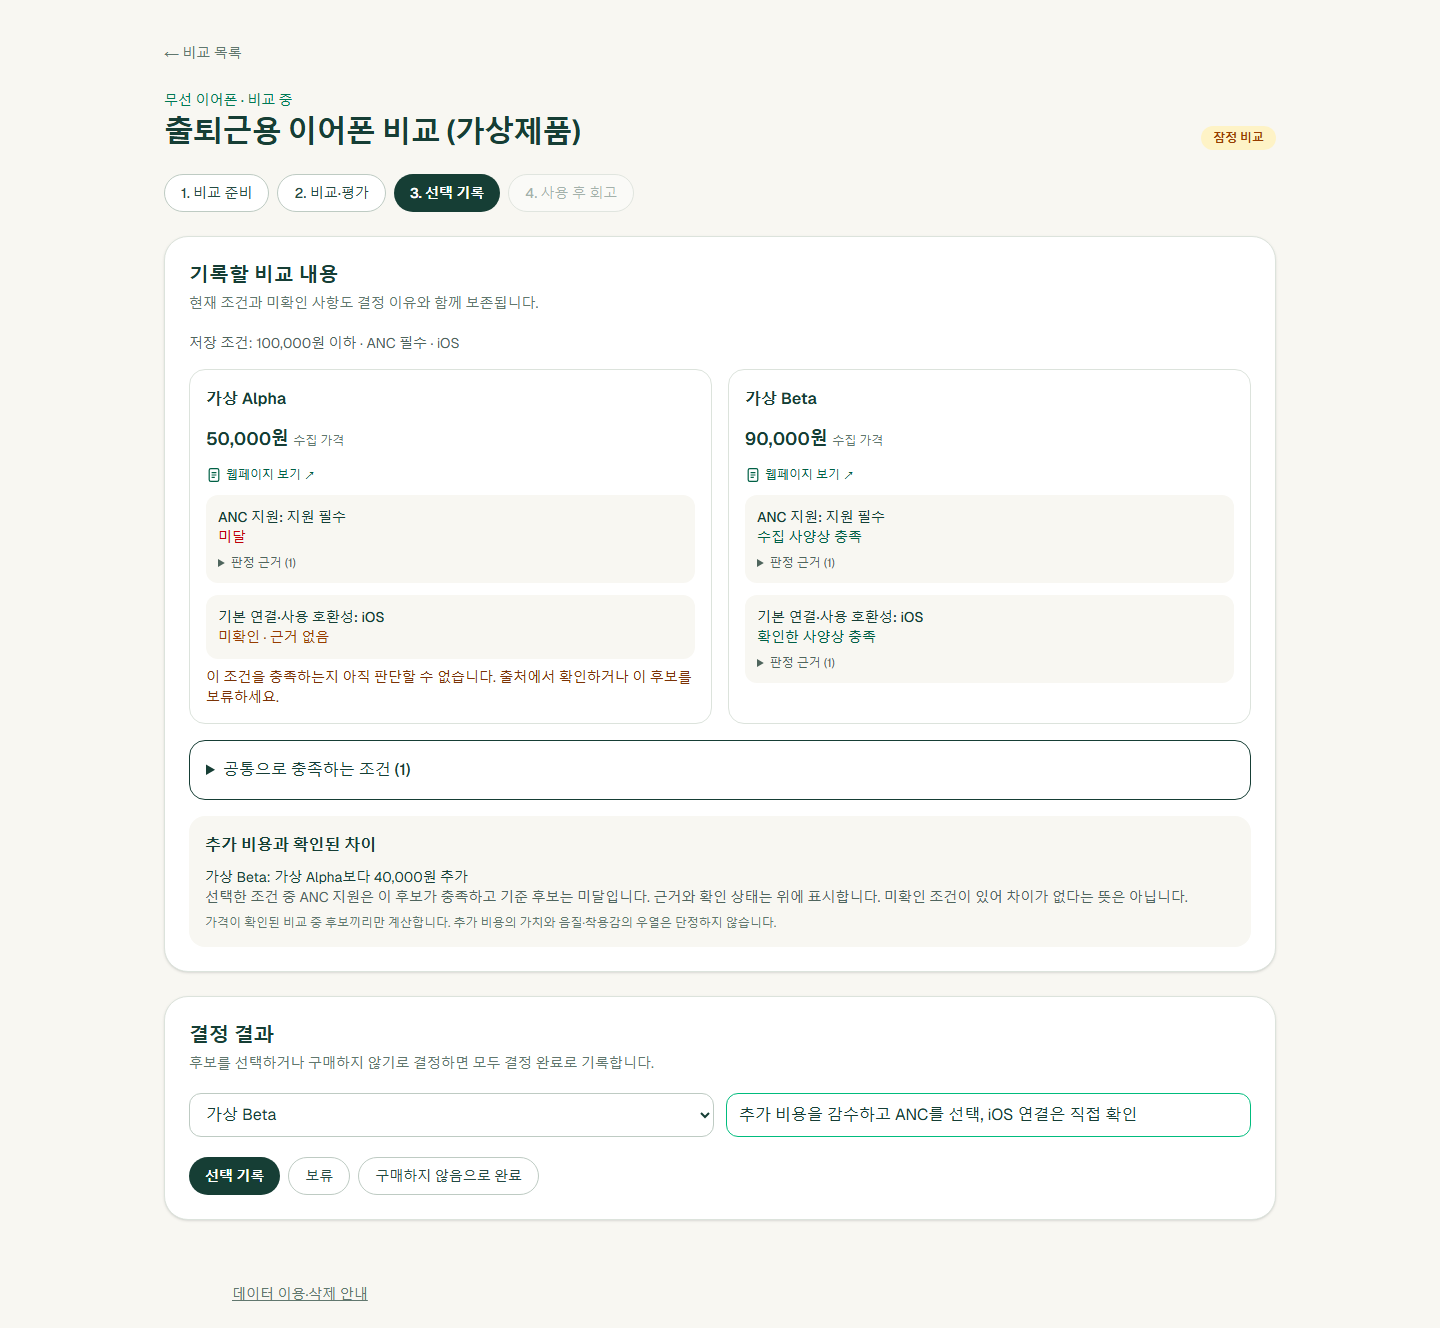 ← 비교 목록
무선 이어폰 · 비교 중
출퇴근용 이어폰 비교 (가상제품)
잠정 비교
1. 비교 준비
2. 비교·평가
3. 선택 기록
4. 사용 후 회고
기록할 비교 내용
현재 조건과 미확인 사항도 결정 이유와 함께 보존됩니다.
저장 조건: 100,000원 이하 · ANC 필수 · iOS
가상 Alpha
50,000원 수집 가격
웹페이지 보기 ↗
ANC 지원: 지원 필수
미달
▶ 판정 근거 (1)
기본 연결·사용 호환성: iOS
미확인 · 근거 없음
이 조건을 충족하는지 아직 판단할 수 없습니다. 출처에서 확인하거나 이 후보를
보류하세요.
가상 Beta
90,000원 수집 가격
웹페이지 보기 ↗
ANC 지원: 지원 필수
수집 사양상 충족
▶ 판정 근거 (1)
기본 연결·사용 호환성: iOS
확인한 사양상 충족
▶ 판정 근거 (1)
▶ 공통으로 충족하는 조건 (1)
추가 비용과 확인된 차이
가상 Beta: 가상 Alpha보다 40,000원 추가
선택한 조건 중 ANC 지원은 이 후보가 충족하고 기준 후보는 미달입니다. 근거와 확인 상태는 위에 표시합니다. 미확인 조건이 있어 차이가 없다는 뜻은 아닙니다.
가격이 확인된 비교 중 후보끼리만 계산합니다. 추가 비용의 가치와 음질·착용감의 우열은 단정하지 않습니다.
결정 결과
후보를 선택하거나 구매하지 않기로 결정하면 모두 결정 완료로 기록합니다.
가상 Beta
추가 비용을 감수하고 ANC를 선택, iOS 연결은 직접 확인
선택 기록
보류
구매하지 않음으로 완료
데이터 이용·삭제 안내